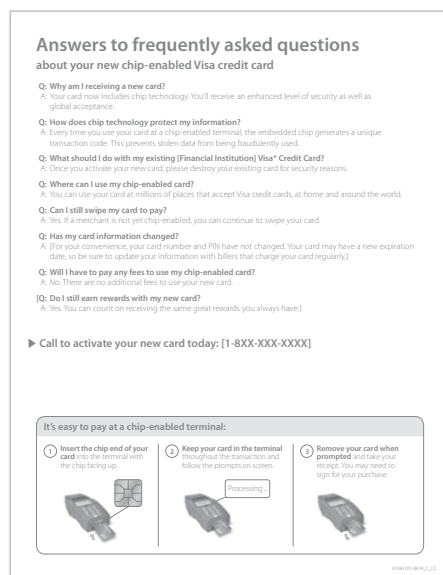 Answers to frequently asked questions
about your new chip-enabled Visa credit card
Q: Why am I receiving a new card?
A: Your card now includes chip technology. You'll receive an enhanced level of security as well as
global acceptance.
Q: How does chip technology protect my information?
A: Every time you use your card at a chip-enabled terminal, the embedded chip generates a unique
transaction code. This prevents stolen data from being fraudulently used.
Q: What should I do with my existing [Financial Institution] Visa® Credit Card?
A: Once you activate your new card, please destroy your existing card for security reasons.
Q: Where can I use my chip-enabled card?
A: You can use your card at millions of places that accept Visa credit cards, at home and around the world.
Q: Can I still swipe my card to pay?
A: Yes. If a merchant is not yet chip-enabled, you can continue to swipe your card.
Q: Has my card information changed?
A: [For your convenience, your card number and PIN have not changed. Your card may have a new expiration
date, so be sure to update your information with billers that charge your card regularly.]
Q: Will I have to pay any fees to use my chip-enabled card?
A: No. There are no additional fees to use your new card.
[Q: Do I still earn rewards with my new card?
A: Yes. You can count on receiving the same great rewards you always have.]
▶ Call to activate your new card today: [1-8XX-XXX-XXXX]
It's easy to pay at a chip-enabled terminal:
1 Insert the chip end of your
card into the terminal with
the chip facing up.
2 Keep your card in the terminal
throughout the transaction and
follow the prompts on screen.
Processing...
3 Remove your card when
prompted and take your
receipt. You may need to
sign for your purchase.